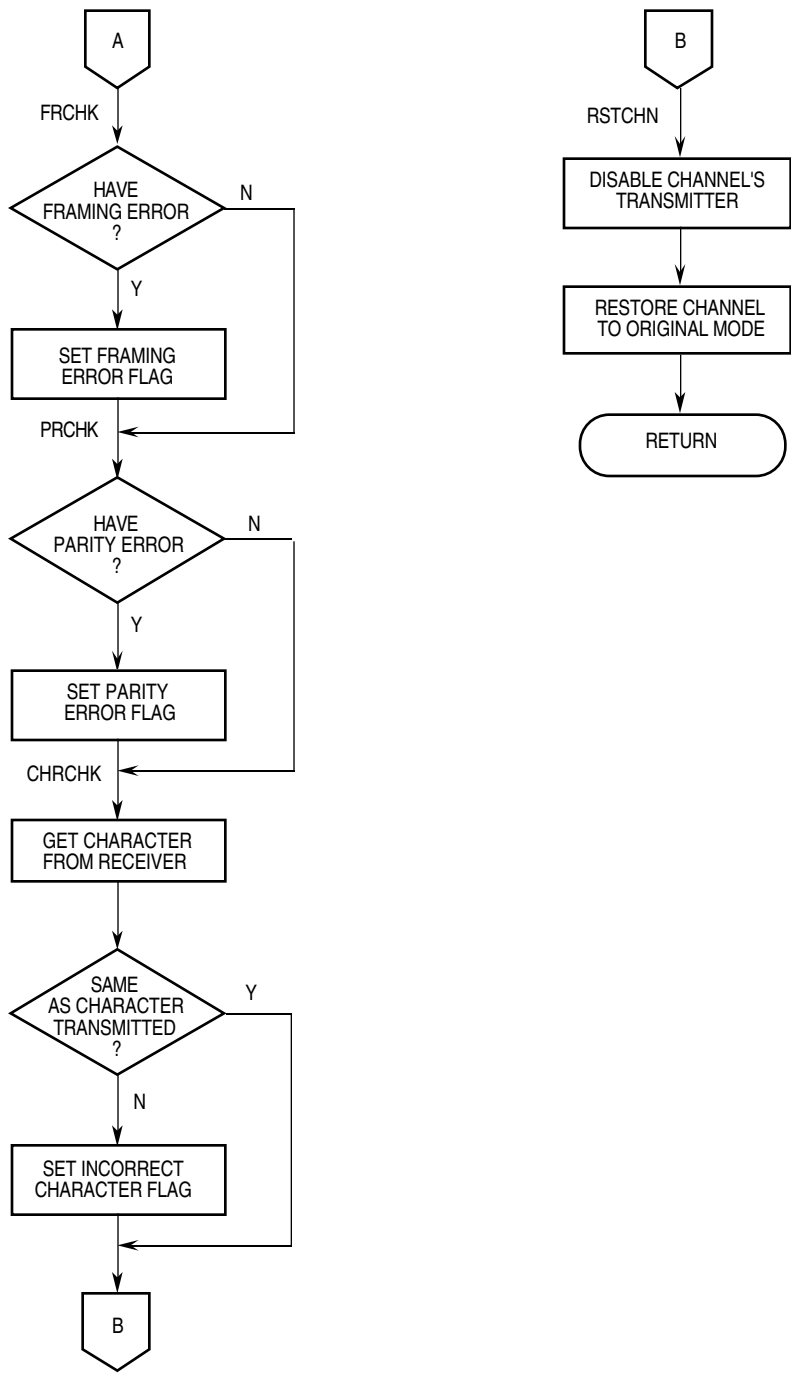 A
FRCHK
HAVE
FRAMING ERROR
?
N
Y
SET FRAMING
ERROR FLAG
PRCHK
HAVE
PARITY ERROR
?
N
Y
SET PARITY
ERROR FLAG
CHRCHK
GET CHARACTER
FROM RECEIVER
SAME
AS CHARACTER
TRANSMITTED
?
Y
N
SET INCORRECT
CHARACTER FLAG
B
B
RSTCHN
DISABLE CHANNEL'S
TRANSMITTER
RESTORE CHANNEL
TO ORIGINAL MODE
RETURN